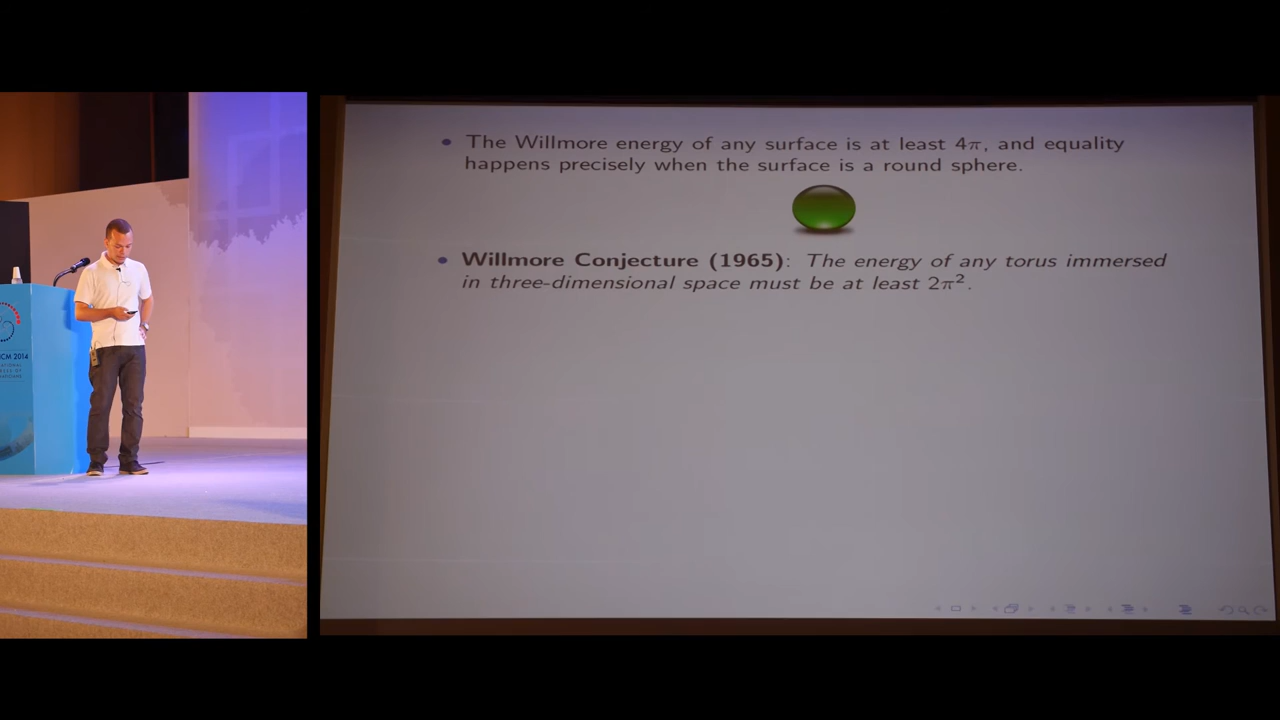 • The Willmore energy of any surface is at least 4π, and equality
happens precisely when the surface is a round sphere.
• Willmore Conjecture (1965): The energy of any torus immersed
in three-dimensional space must be at least 2π².
CM 2014